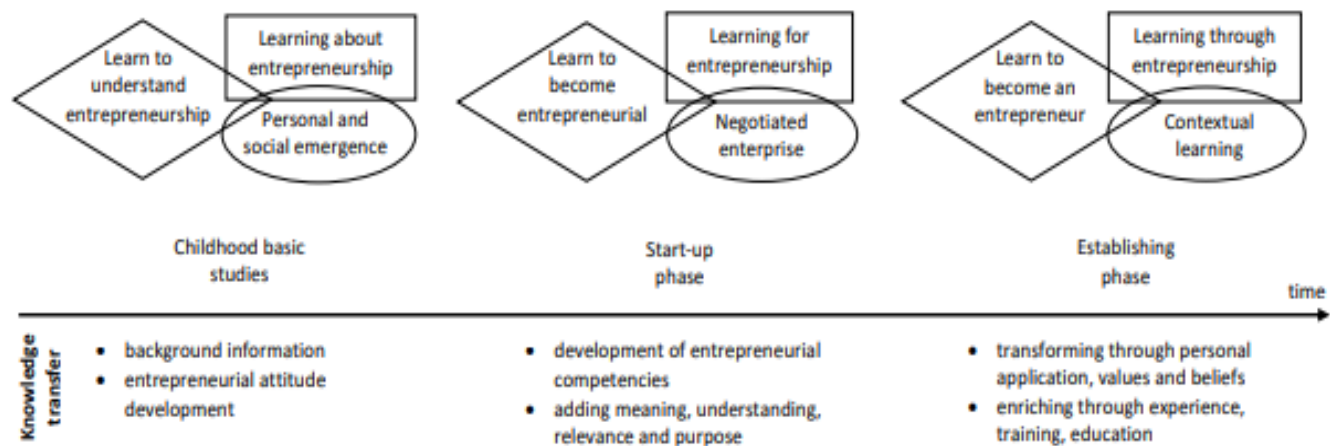 Learn to
understand
entrepreneurship
Learning about
entrepreneurship
Personal and
social emergence
Learn to
become
entrepreneurial
Learning for
entrepreneurship
Negotiated
enterprise
Learn to
become an
entrepreneur
Learning through
entrepreneurship
Contextual
learning
Childhood basic
studies
Start-up
phase
Establishing
phase
time
Knowledge
transfer
• background information
• entrepreneurial attitude
development
• development of entrepreneurial
competencies
• adding meaning, understanding,
relevance and purpose
• transforming through personal
application, values and beliefs
• enriching through experience,
training, education